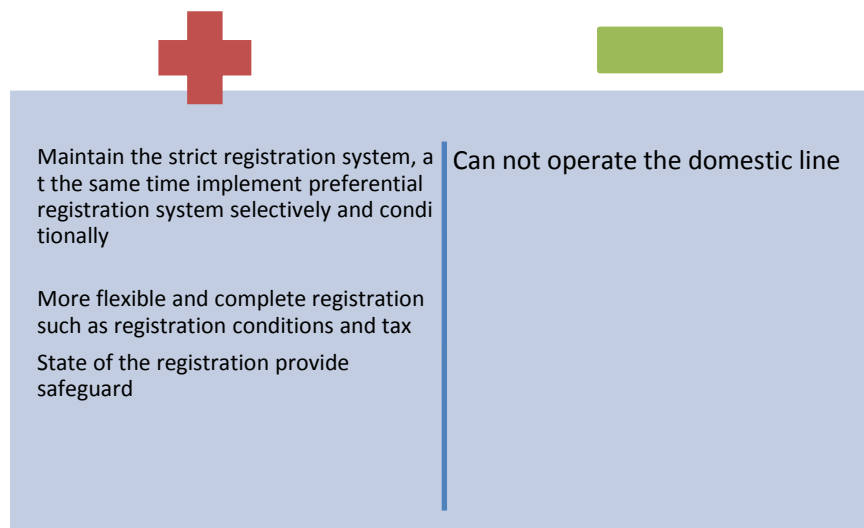 Maintain the strict registration system, a
t the same time implement preferential
registration system selectively and condi
tionally
More flexible and complete registration
such as registration conditions and tax
State of the registration provide
safeguard
Can not operate the domestic line